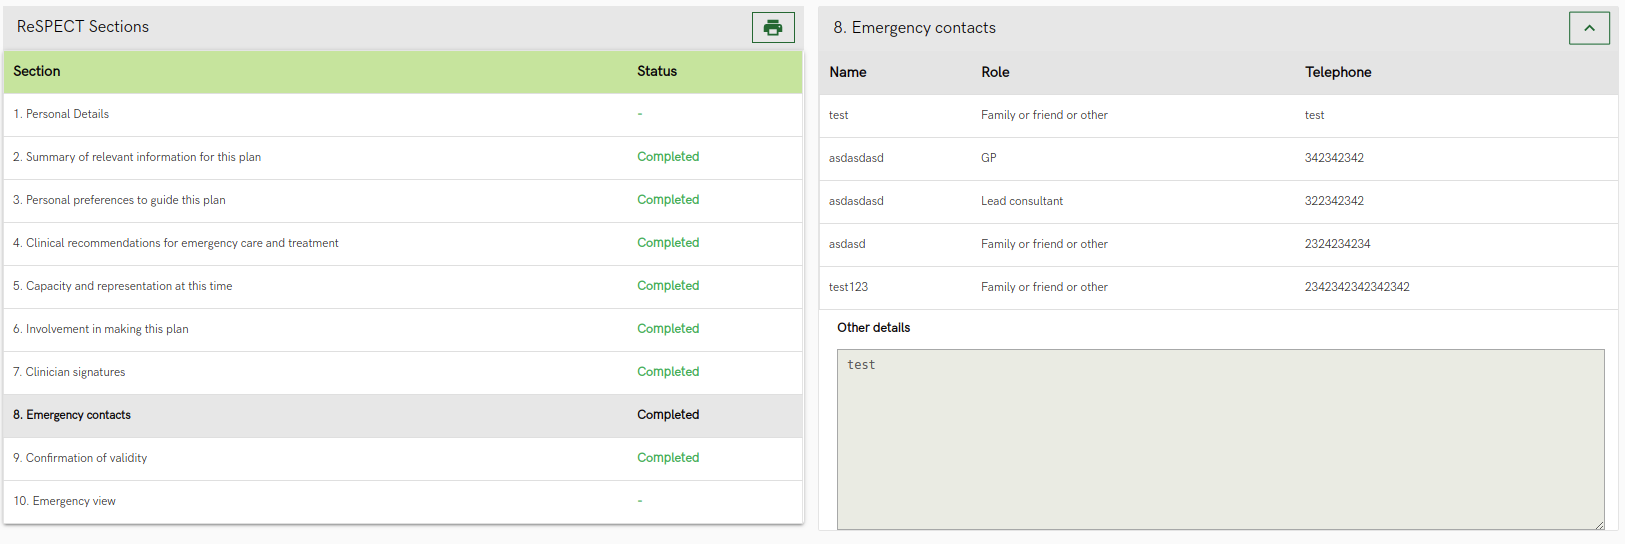 ReSPECT Sections
Section Status
1. Personal Details -
2. Summary of relevant information for this plan Completed
3. Personal preferences to guide this plan Completed
4. Clinical recommendations for emergency care and treatment Completed
5. Capacity and representation at this time Completed
6. Involvement in making this plan Completed
7. Clinician signatures Completed
8. Emergency contacts Completed
9. Confirmation of validity Completed
10. Emergency view -
8. Emergency contacts
Name Role Telephone
test Family or friend or other test
asdasdasd GP 342342342
asdasdasd Lead consultant 322342342
asdasd Family or friend or other 2324234234
test123 Family or friend or other 2342342342342342
Other details
test